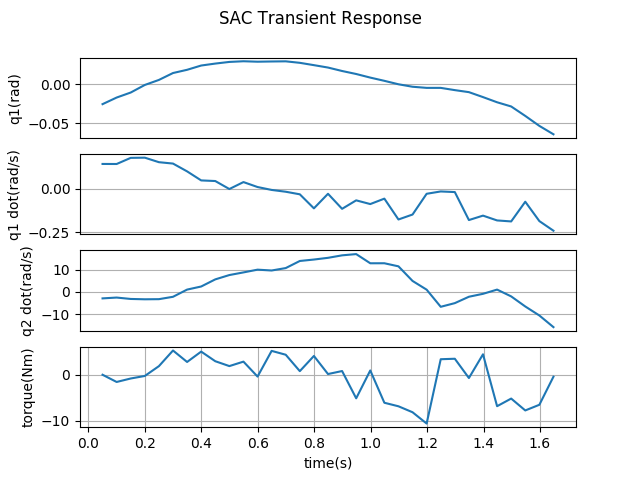 SAC Transient Response
q1(rad)
0.00
−0.05
q1 dot(rad/s)
0.00
−0.25
q2 dot(rad/s)
10
0
−10
torque(Nm)
0
−10
0.0 0.2 0.4 0.6 0.8 1.0 1.2 1.4 1.6
time(s)